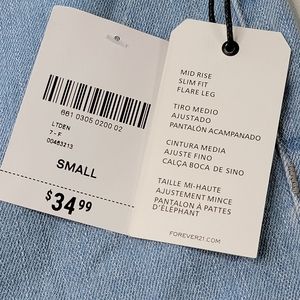 661 0305 0200 02
LTDEN
7 - F
00463213
SMALL
$34.99
MID RISE
SLIM FIT
FLARE LEG
TIRO MEDIO
AJUSTADO
PANTALÓN ACAMPANADO
CINTURA MEDIA
AJUSTE FINO
CALÇA BOCA DE SINO
TAILLE MI-HAUTE
AJUSTEMENT MINCE
PANTALON À PATTES
D'ÉLÉPHANT
FOREVER21.COM